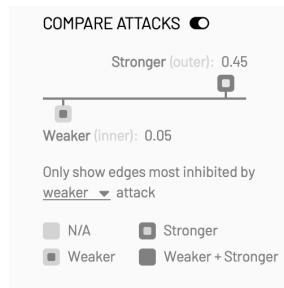 COMPARE ATTACKS
Stronger (outer): 0.45
Weaker (inner): 0.05
Only show edges most inhibited by
weaker attack
N/A Stronger
Weaker Weaker + Stronger